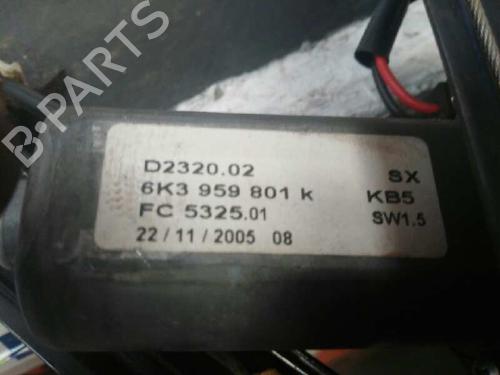 B-PARTS
D2320.02 SX
6K3 959 801 K KB5
FC 5325.01 SW1.5
22 / 11 / 2005 08